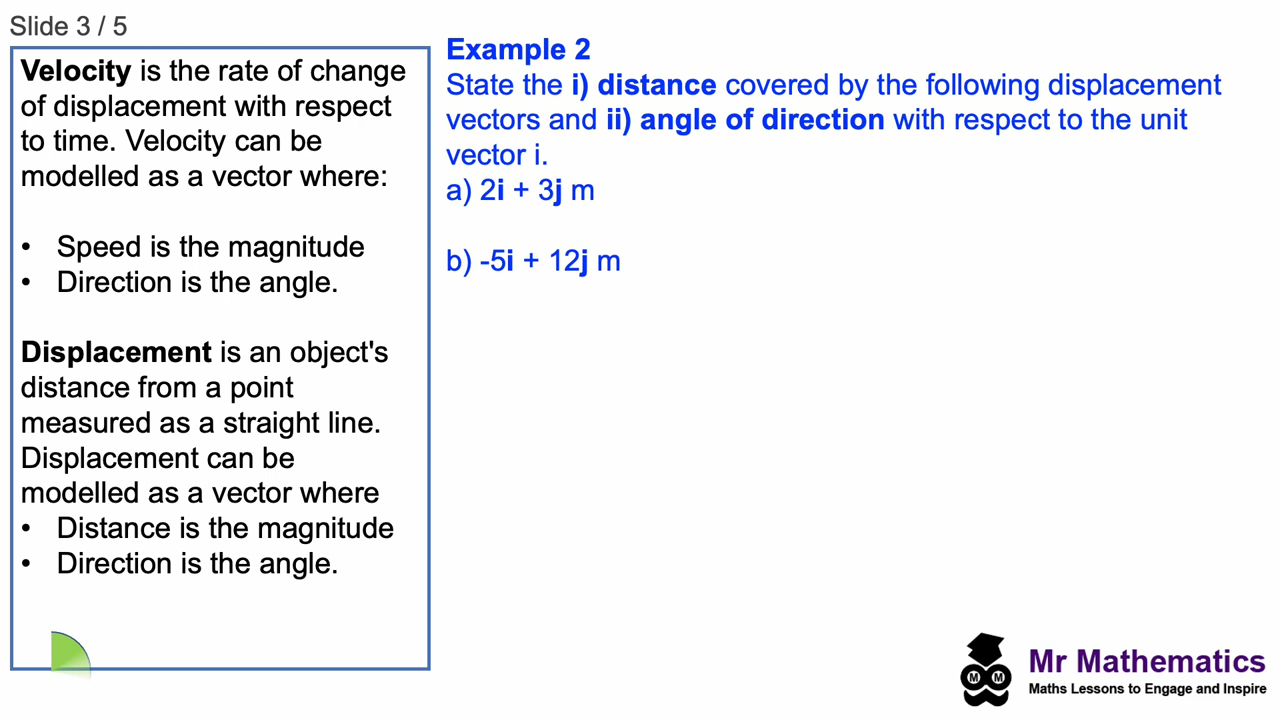 Slide 3 / 5
Velocity is the rate of change
of displacement with respect
to time. Velocity can be
modelled as a vector where:
• Speed is the magnitude
• Direction is the angle.
Displacement is an object's
distance from a point
measured as a straight line.
Displacement can be
modelled as a vector where
• Distance is the magnitude
• Direction is the angle.
Example 2
State the i) distance covered by the following displacement
vectors and ii) angle of direction with respect to the unit
vector i.
a) 2i + 3j m
b) -5i + 12j m
M M
Mr Mathematics
Maths Lessons to Engage and Inspire